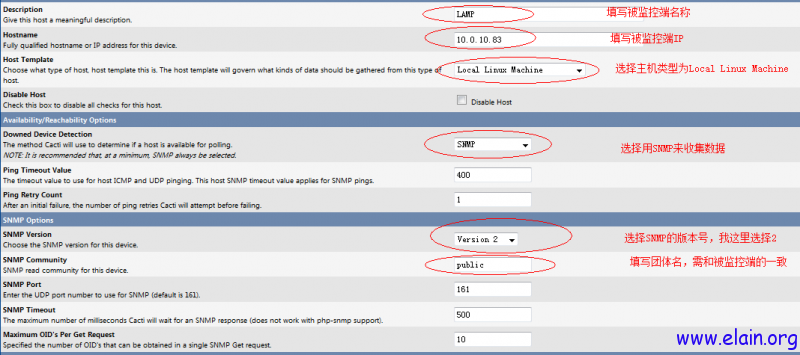 Description
Give this host a meaningful description.
LAMP
填写被监控端名称
Hostname
Fully qualified hostname or IP address for this device.
10.0.10.83
填写被监控端IP
Host Template
Choose what type of host, host template this is. The host template will govern what kinds of data should be gathered from this type of
host.
Local Linux Machine
选择主机类型为Local Linux Machine
Disable Host
Check this box to disable all checks for this host.
Disable Host
Availability/Reachability Options
Downed Device Detection
The method Cacti will use to determine if a host is available for polling.
NOTE: It is recommended that, at a minimum, SNMP always be selected.
SNMP
选择用SNMP来收集数据
Ping Timeout Value
The timeout value to use for host ICMP and UDP pinging. This host SNMP timeout value applies for SNMP pings.
400
Ping Retry Count
After an initial failure, the number of ping retries Cacti will attempt before failing.
1
SNMP Options
SNMP Version
Choose the SNMP version for this device.
Version 2
选择SNMP的版本号，我这里选择2
SNMP Community
SNMP read community for this device.
public
填写团体名，需和被监控端的一致
SNMP Port
Enter the UDP port number to use for SNMP (default is 161).
161
SNMP Timeout
The maximum number of milliseconds Cacti will wait for an SNMP response (does not work with php-snmp support).
500
Maximum OID's Per Get Request
Specified the number of OID's that can be obtained in a single SNMP Get request.
10
www.elain.org